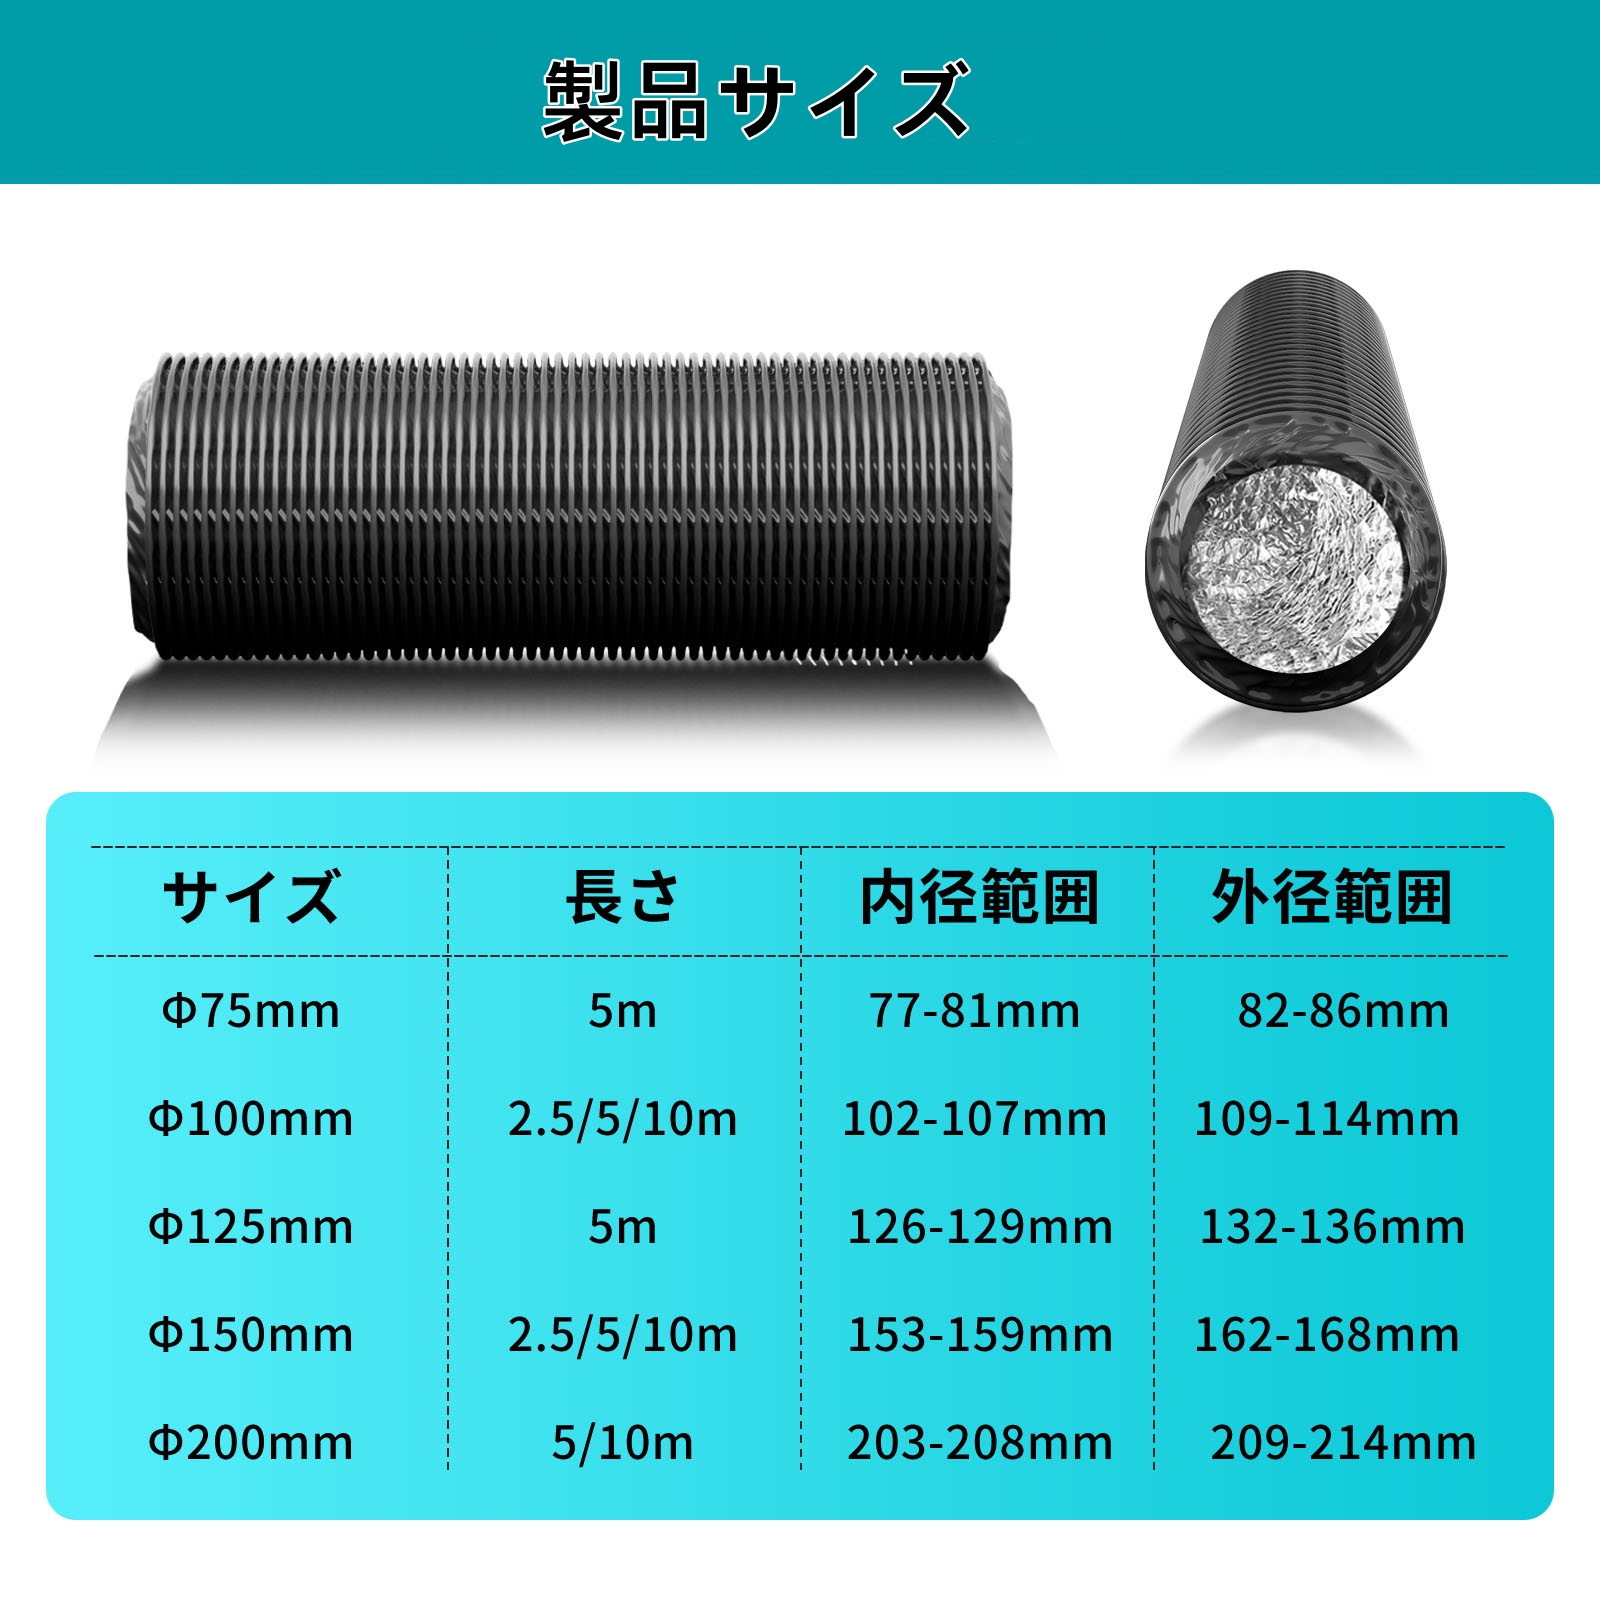 製品サイズ
サイズ 長さ 内径範囲 外径範囲
Φ75mm 5m 77-81mm 82-86mm
Φ100mm 2.5/5/10m 102-107mm 109-114mm
Φ125mm 5m 126-129mm 132-136mm
Φ150mm 2.5/5/10m 153-159mm 162-168mm
Φ200mm 5/10m 203-208mm 209-214mm